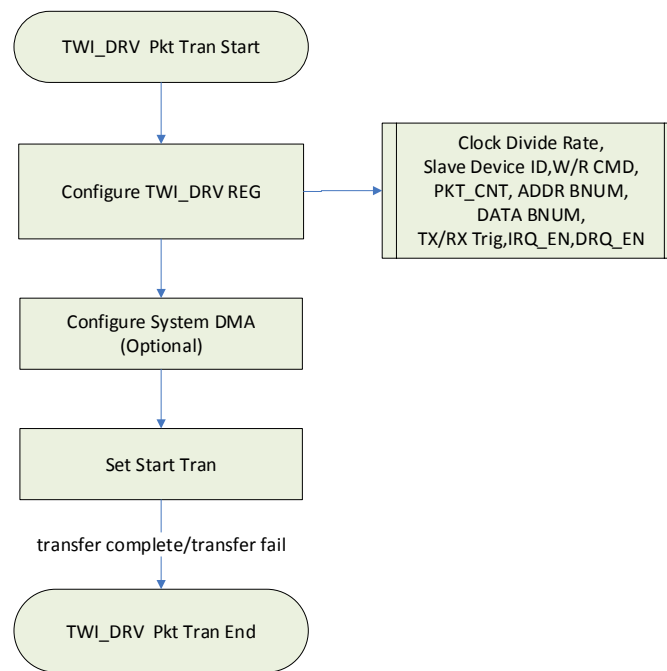 TWI_DRV Pkt Tran Start
Configure TWI_DRV REG
Clock Divide Rate,
Slave Device ID,W/R CMD,
PKT_CNT, ADDR BNUM,
DATA BNUM,
TX/RX Trig,IRQ_EN,DRQ_EN
Configure System DMA
(Optional)
Set Start Tran
transfer complete/transfer fail
TWI_DRV Pkt Tran End